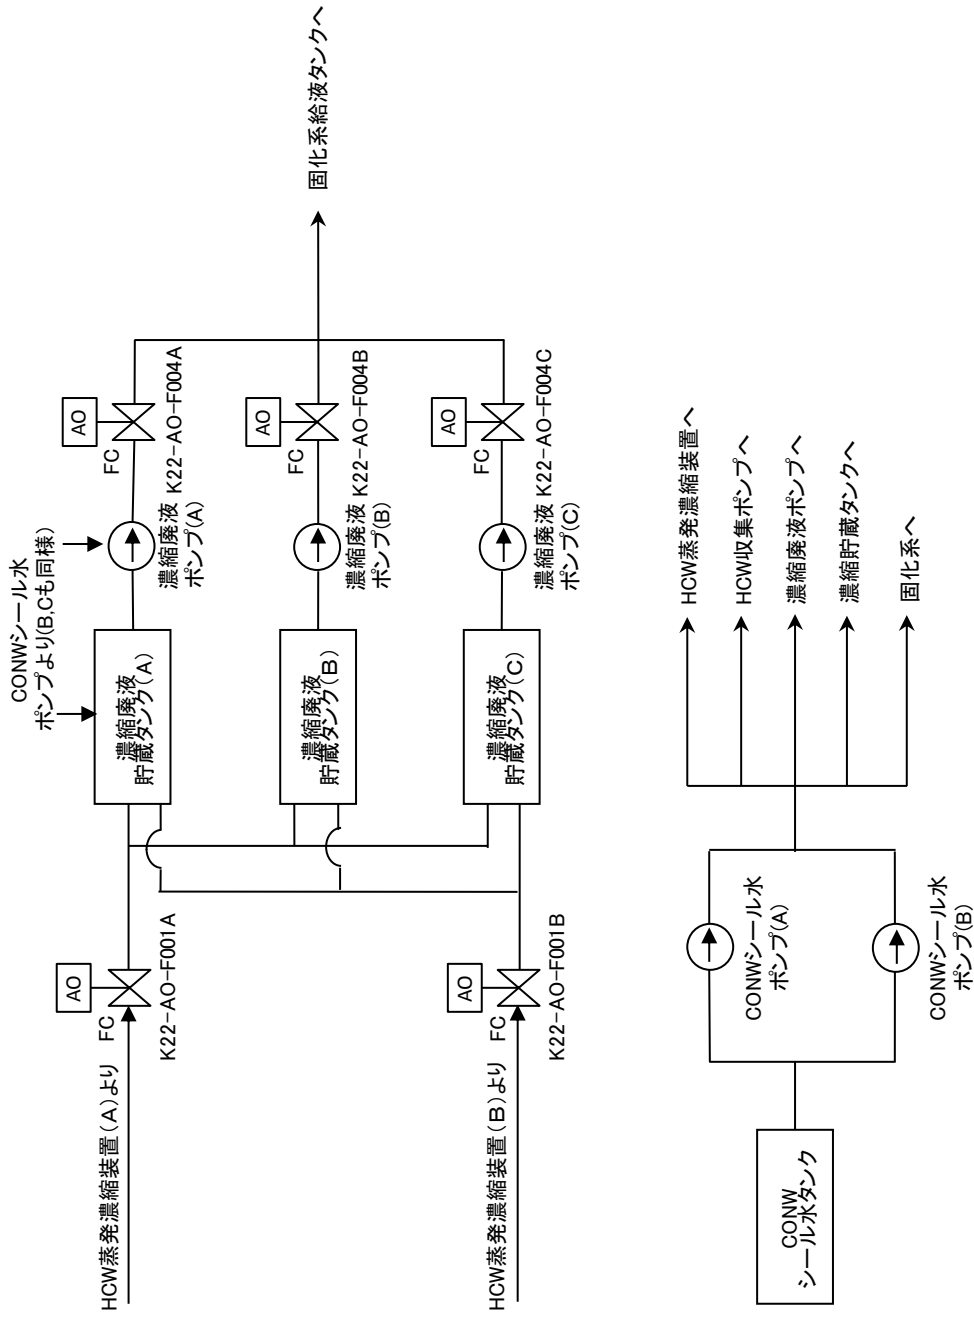 CONWシール水
ポンプより(B,Cも同様)
HCW蒸発濃縮装置(A)より
FC
AO
K22-AO-F001A
濃縮廃液
貯蔵タンク(A)
濃縮廃液
ポンプ(A)
FC
AO
K22-AO-F004A
濃縮廃液
貯蔵タンク(B)
濃縮廃液
ポンプ(B)
FC
AO
K22-AO-F004B
固化系給液タンクへ
HCW蒸発濃縮装置(B)より
FC
AO
K22-AO-F001B
濃縮廃液
貯蔵タンク(C)
濃縮廃液
ポンプ(C)
FC
AO
K22-AO-F004C
CONW
シール水タンク
CONWシール水
ポンプ(A)
CONWシール水
ポンプ(B)
HCW蒸発濃縮装置へ
HCW収集ポンプへ
濃縮廃液ポンプへ
濃縮貯蔵タンクへ
固化系へ